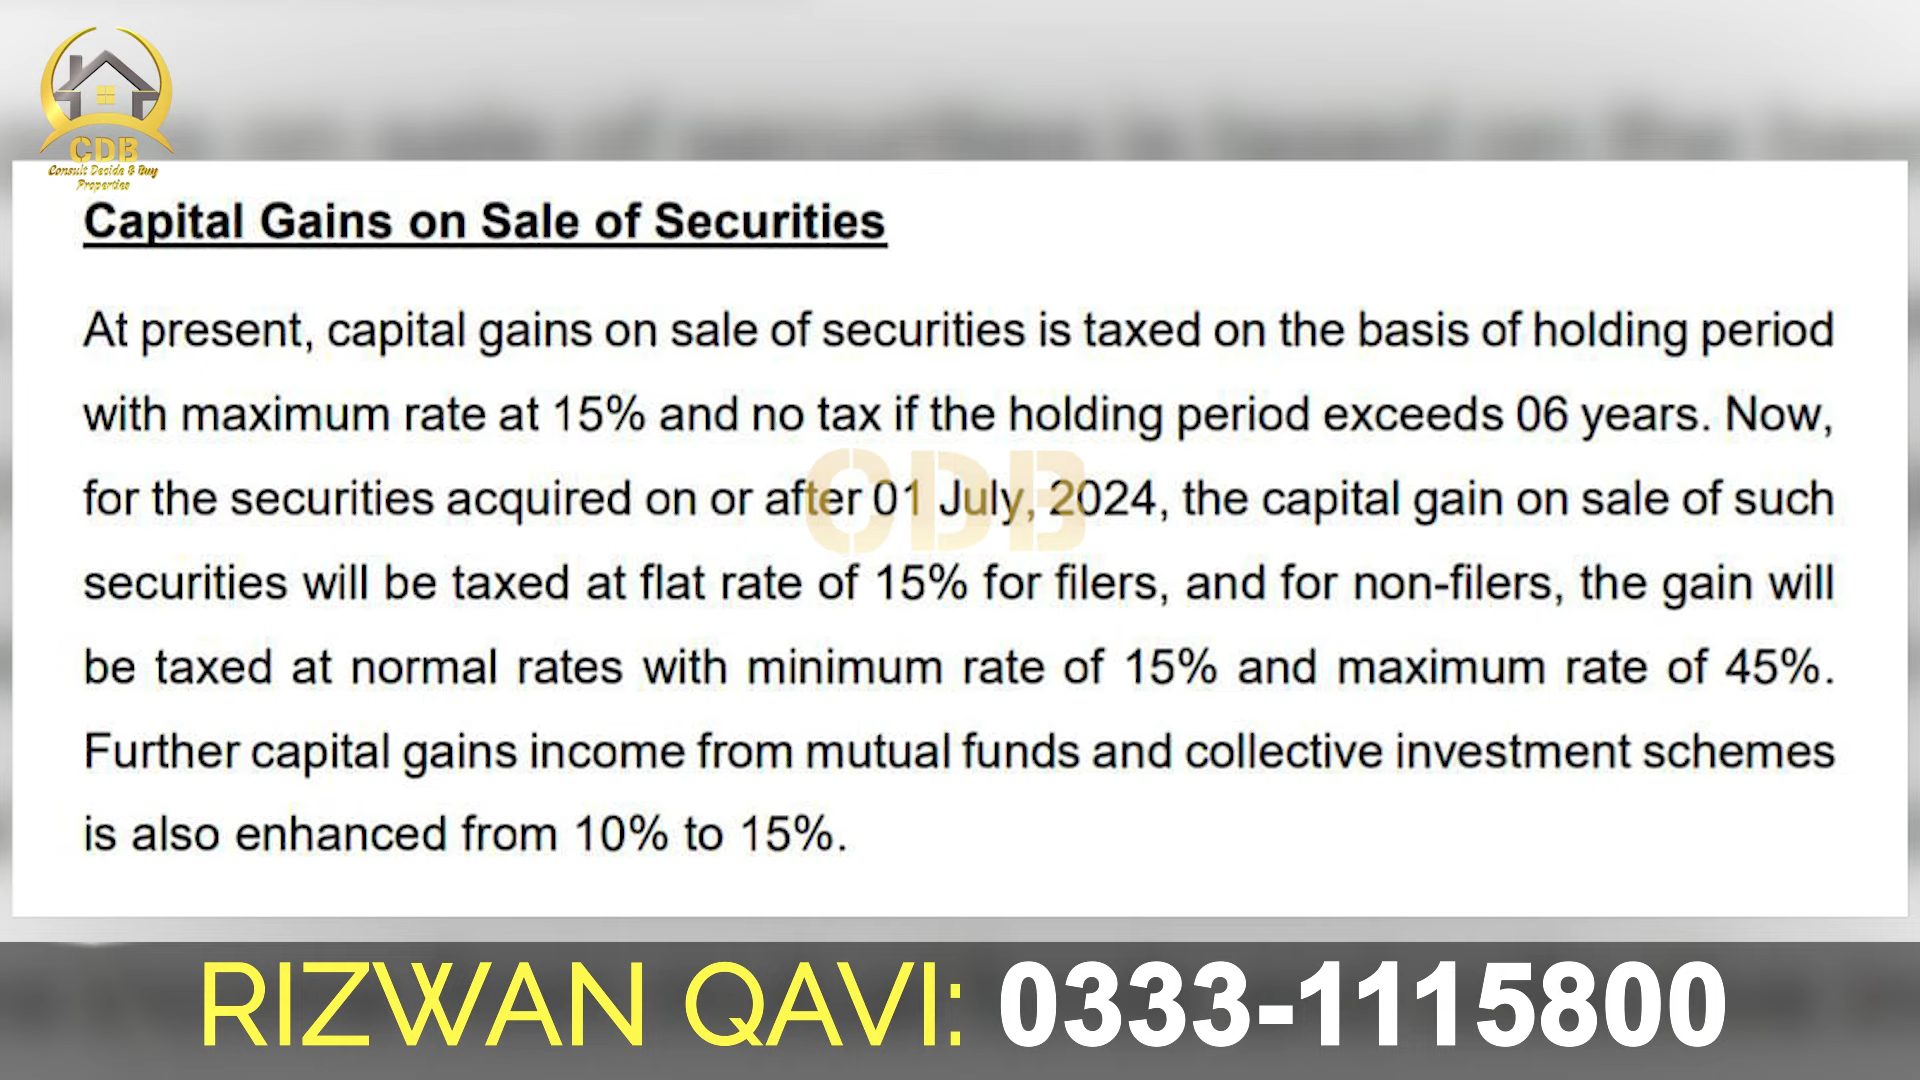 CDB
Consult Decide & Buy
Properties
Capital Gains on Sale of Securities
At present, capital gains on sale of securities is taxed on the basis of holding period
with maximum rate at 15% and no tax if the holding period exceeds 06 years. Now,
for the securities acquired on or after 01 July, 2024, the capital gain on sale of such
securities will be taxed at flat rate of 15% for filers, and for non-filers, the gain will
be taxed at normal rates with minimum rate of 15% and maximum rate of 45%.
Further capital gains income from mutual funds and collective investment schemes
is also enhanced from 10% to 15%.
CDB
RIZWAN QAVI: 0333-1115800